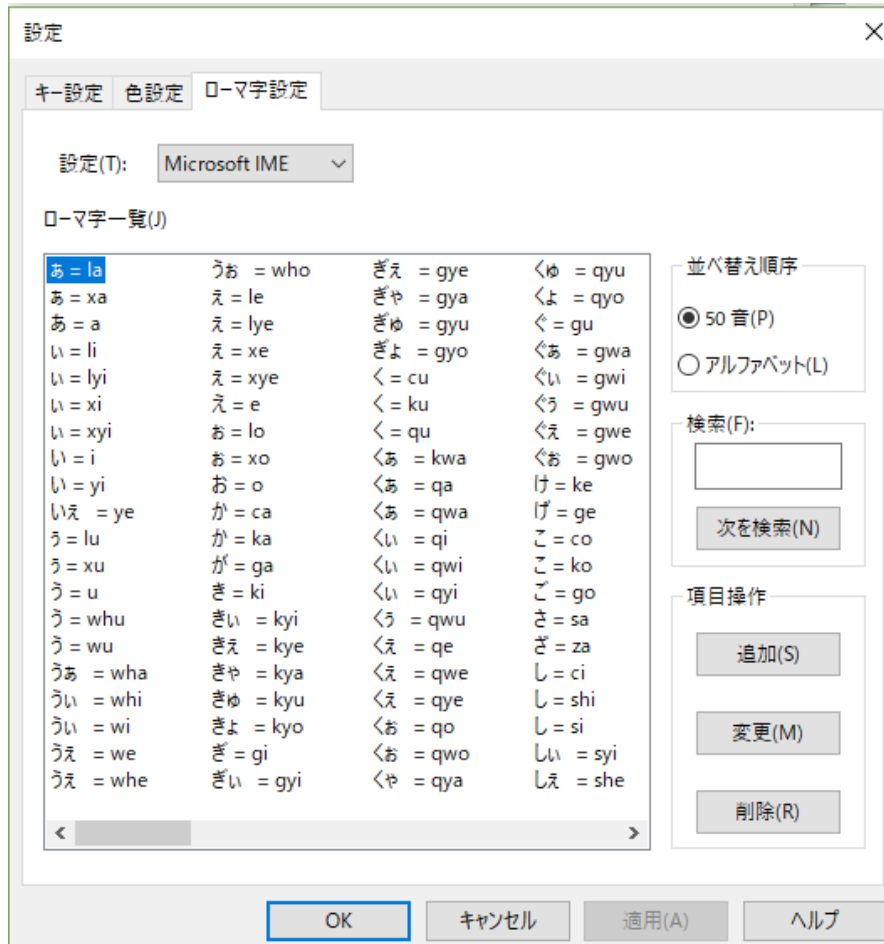 設定
キー設定 色設定 ローマ字設定
設定(T): Microsoft IME
ローマ字一覧(J)
ぁ = la
ぁ = xa
あ = a
ぃ = li
ぃ = lyi
ぃ = xi
ぃ = xyi
い = i
い = yi
いぇ = ye
ぅ = lu
ぅ = xu
う = u
う = whu
う = wu
うぁ = wha
うぃ = whi
うぃ = wi
うぇ = we
うぇ = whe
うぉ = who
ぇ = le
ぇ = lye
ぇ = xe
ぇ = xye
え = e
ぉ = lo
ぉ = xo
お = o
か = ca
か = ka
が = ga
き = ki
きぃ = kyi
きぇ = kye
きゃ = kya
きゅ = kyu
きょ = kyo
ぎ = gi
ぎぃ = gyi
ぎぇ = gye
ぎゃ = gya
ぎゅ = gyu
ぎょ = gyo
く = cu
く = ku
く = qu
くぁ = kwa
くぁ = qa
くぁ = qwa
くぃ = qi
くぃ = qwi
くぃ = qyi
くぅ = qwu
くぇ = qe
くぇ = qwe
くぇ = qye
くぉ = qo
くぉ = qwo
くゃ = qya
くゅ = qyu
くょ = qyo
ぐ = gu
ぐぁ = gwa
ぐぃ = gwi
ぐぅ = gwu
ぐぇ = gwe
ぐぉ = gwo
け = ke
げ = ge
こ = co
こ = ko
ご = go
さ = sa
ざ = za
し = ci
し = shi
し = si
しぃ = syi
しぇ = she
並べ替え順序
50 音(P)
アルファベット(L)
検索(F):
次を検索(N)
項目操作
追加(S)
変更(M)
削除(R)
OK キャンセル 適用(A) ヘルプ